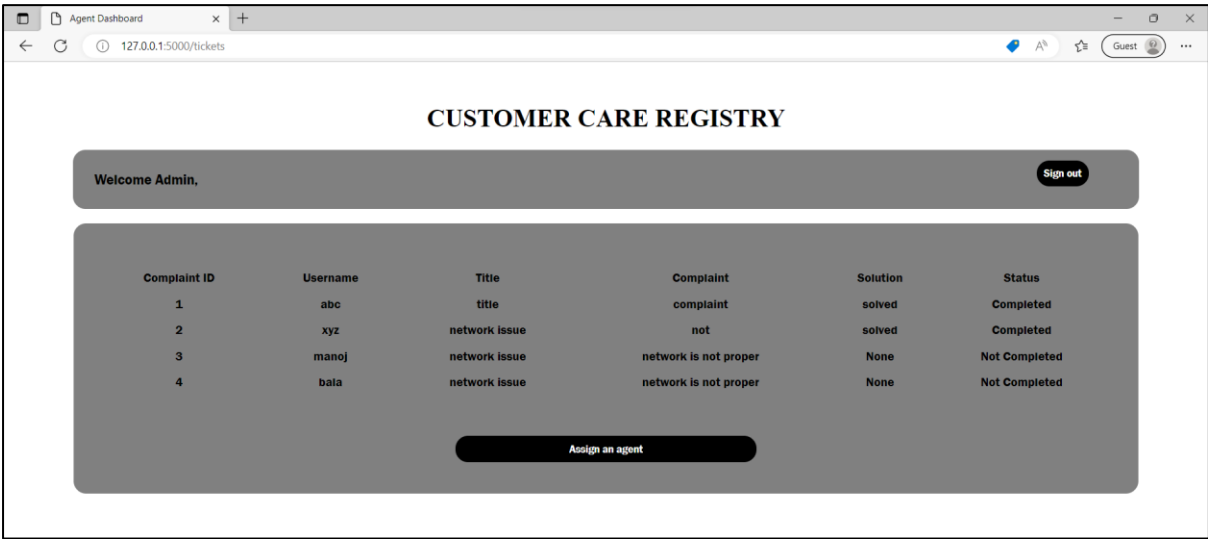 Agent Dashboard
127.0.0.1:5000/tickets
Guest
CUSTOMER CARE REGISTRY
Welcome Admin,
Sign out
Complaint ID Username Title Complaint Solution Status
1 abc title complaint solved Completed
2 xyz network issue not solved Completed
3 manoj network issue network is not proper None Not Completed
4 bala network issue network is not proper None Not Completed
Assign an agent